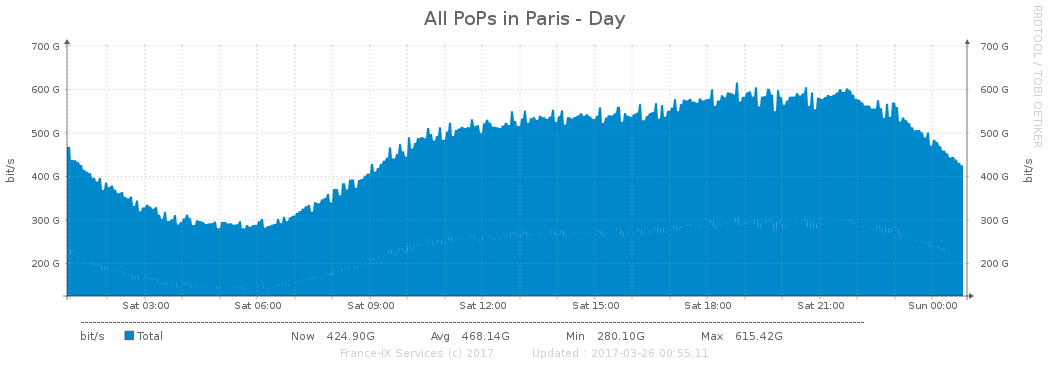 All PoPs in Paris - Day
RRDTOOL / TOBI OETIKER
bit/s
700 G
600 G
500 G
400 G
300 G
200 G
700 G
600 G
500 G
400 G
300 G
200 G
bit/s
Sat 03:00 Sat 06:00 Sat 09:00 Sat 12:00 Sat 15:00 Sat 18:00 Sat 21:00 Sun 00:00
bit/s Total Now 424.90G Avg 468.14G Min 280.10G Max 615.42G
France-IX Services (c) 2017 Updated : 2017-03-26 00:55:11